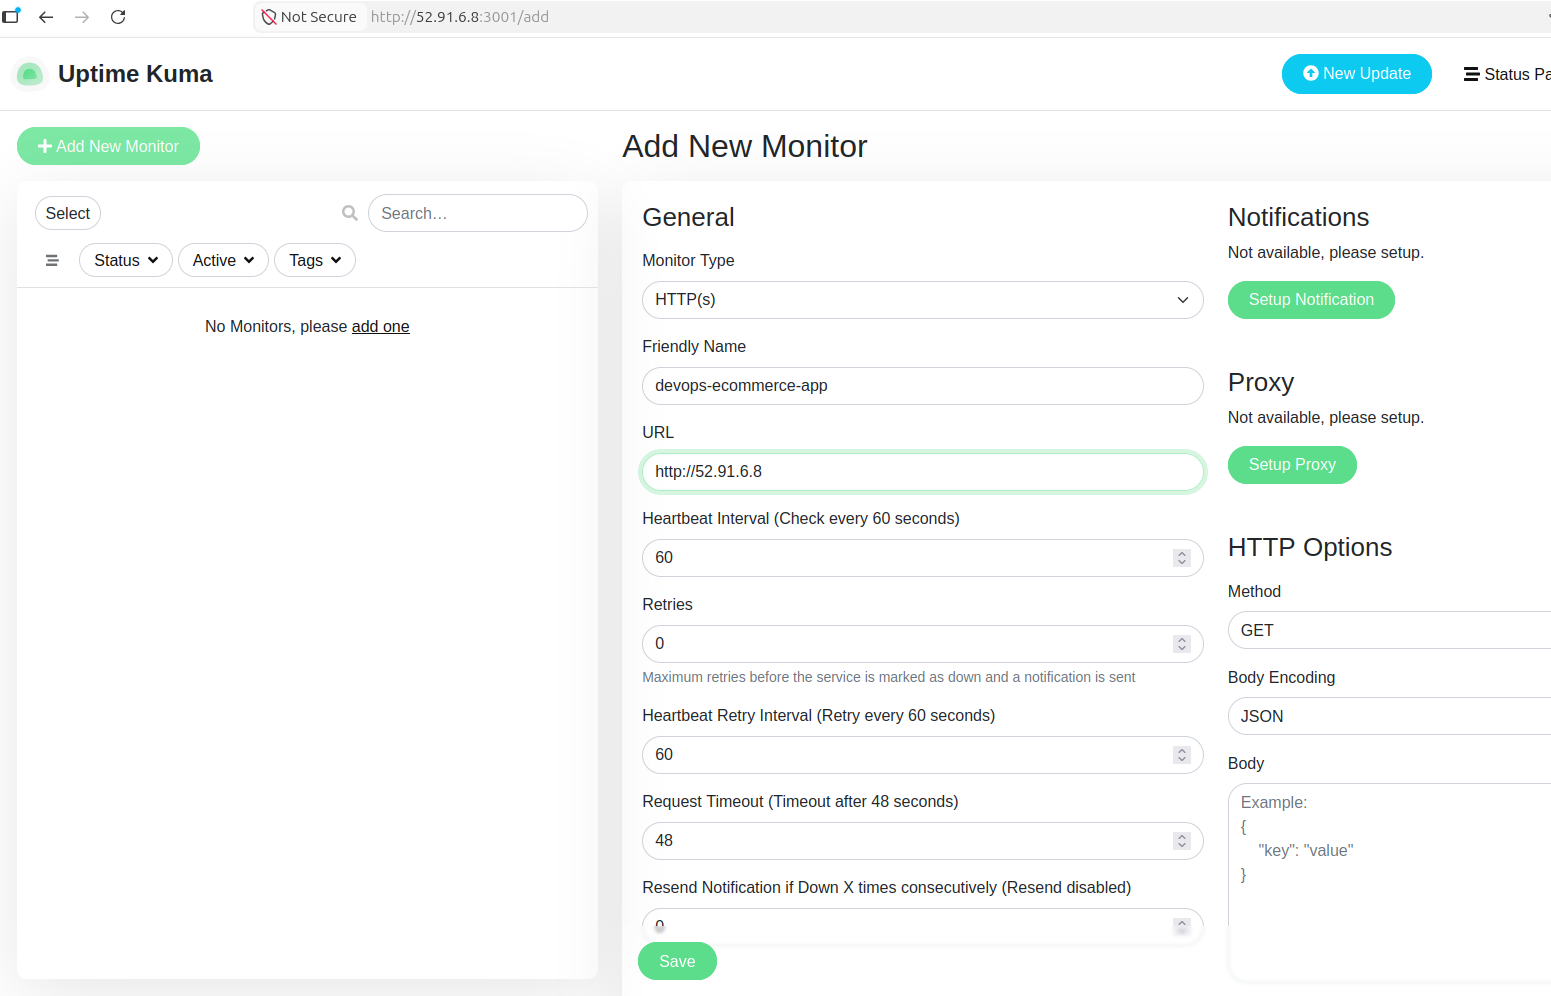 Not Secure http://52.91.6.8:3001/add
Uptime Kuma
New Update
Status Pa
Add New Monitor
Select
Search…
Status
Active
Tags
No Monitors, please add one
Add New Monitor
General
Monitor Type
HTTP(s)
Friendly Name
devops-ecommerce-app
URL
http://52.91.6.8
Heartbeat Interval (Check every 60 seconds)
60
Retries
0
Maximum retries before the service is marked as down and a notification is sent
Heartbeat Retry Interval (Retry every 60 seconds)
60
Request Timeout (Timeout after 48 seconds)
48
Resend Notification if Down X times consecutively (Resend disabled)
0
Save
Notifications
Not available, please setup.
Setup Notification
Proxy
Not available, please setup.
Setup Proxy
HTTP Options
Method
GET
Body Encoding
JSON
Body
Example:
{
"key": "value"
}